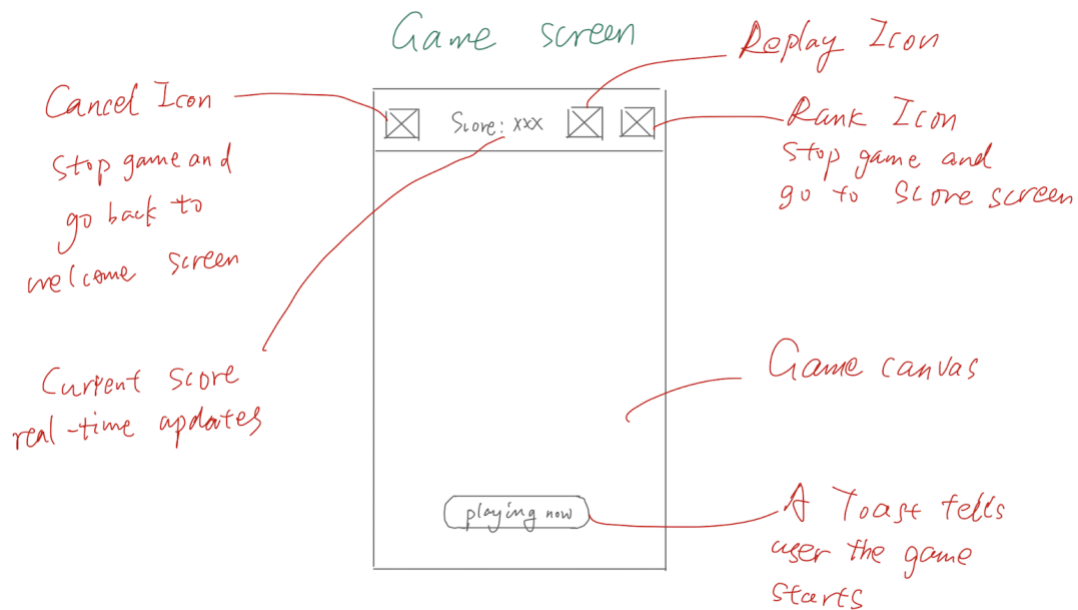 Game screen
Replay Icon
Cancel Icon
Stop game and
go back to
welcome screen
Score: xxx
Rank Icon
Stop game and
go to Score screen
Current score
real-time updates
Game canvas
playing now
A Toast tells
user the game
starts